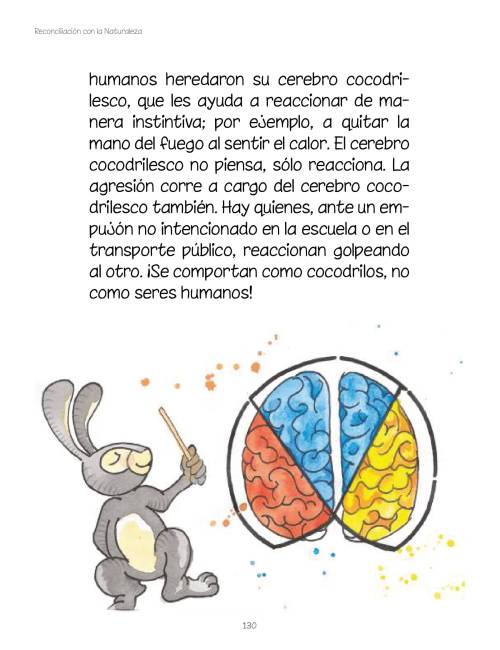 Reconciliación con la Naturaleza
humanos heredaron su cerebro cocodri-
lesco, que les ayuda a reaccionar de ma-
nera instintiva; por ejemplo, a quitar la
mano del fuego al sentir el calor. El cerebro
cocodrilesco no piensa, sólo reacciona. La
agresión corre a cargo del cerebro coco-
drilesco también. Hay quienes, ante un em-
pujón no intencionado en la escuela o en el
transporte público, reaccionan golpeando
al otro. ¡Se comportan como cocodrilos, no
como seres humanos!
130